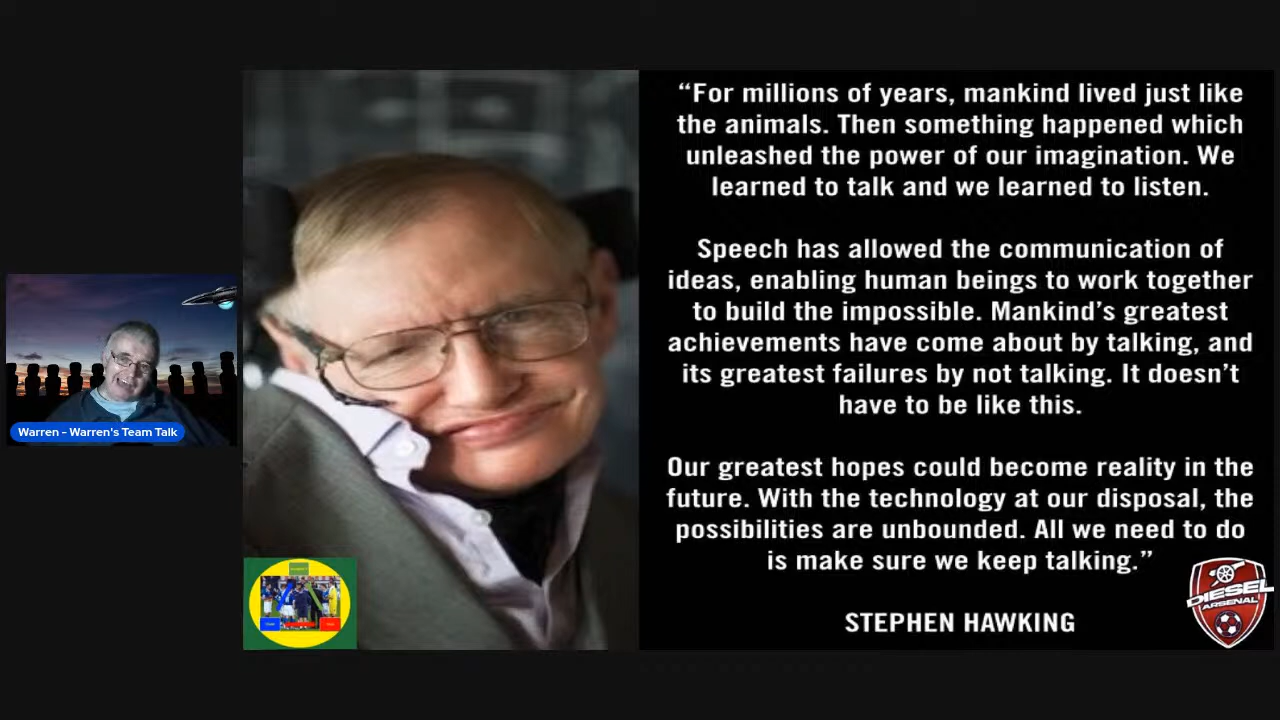 “For millions of years, mankind lived just like
the animals. Then something happened which
unleashed the power of our imagination. We
learned to talk and we learned to listen.
Speech has allowed the communication of
ideas, enabling human beings to work together
to build the impossible. Mankind’s greatest
achievements have come about by talking, and
its greatest failures by not talking. It doesn’t
have to be like this.
Our greatest hopes could become reality in the
future. With the technology at our disposal, the
possibilities are unbounded. All we need to do
is make sure we keep talking.”
STEPHEN HAWKING
Warren – Warren's Team Talk
DIESEL
ARSENAL